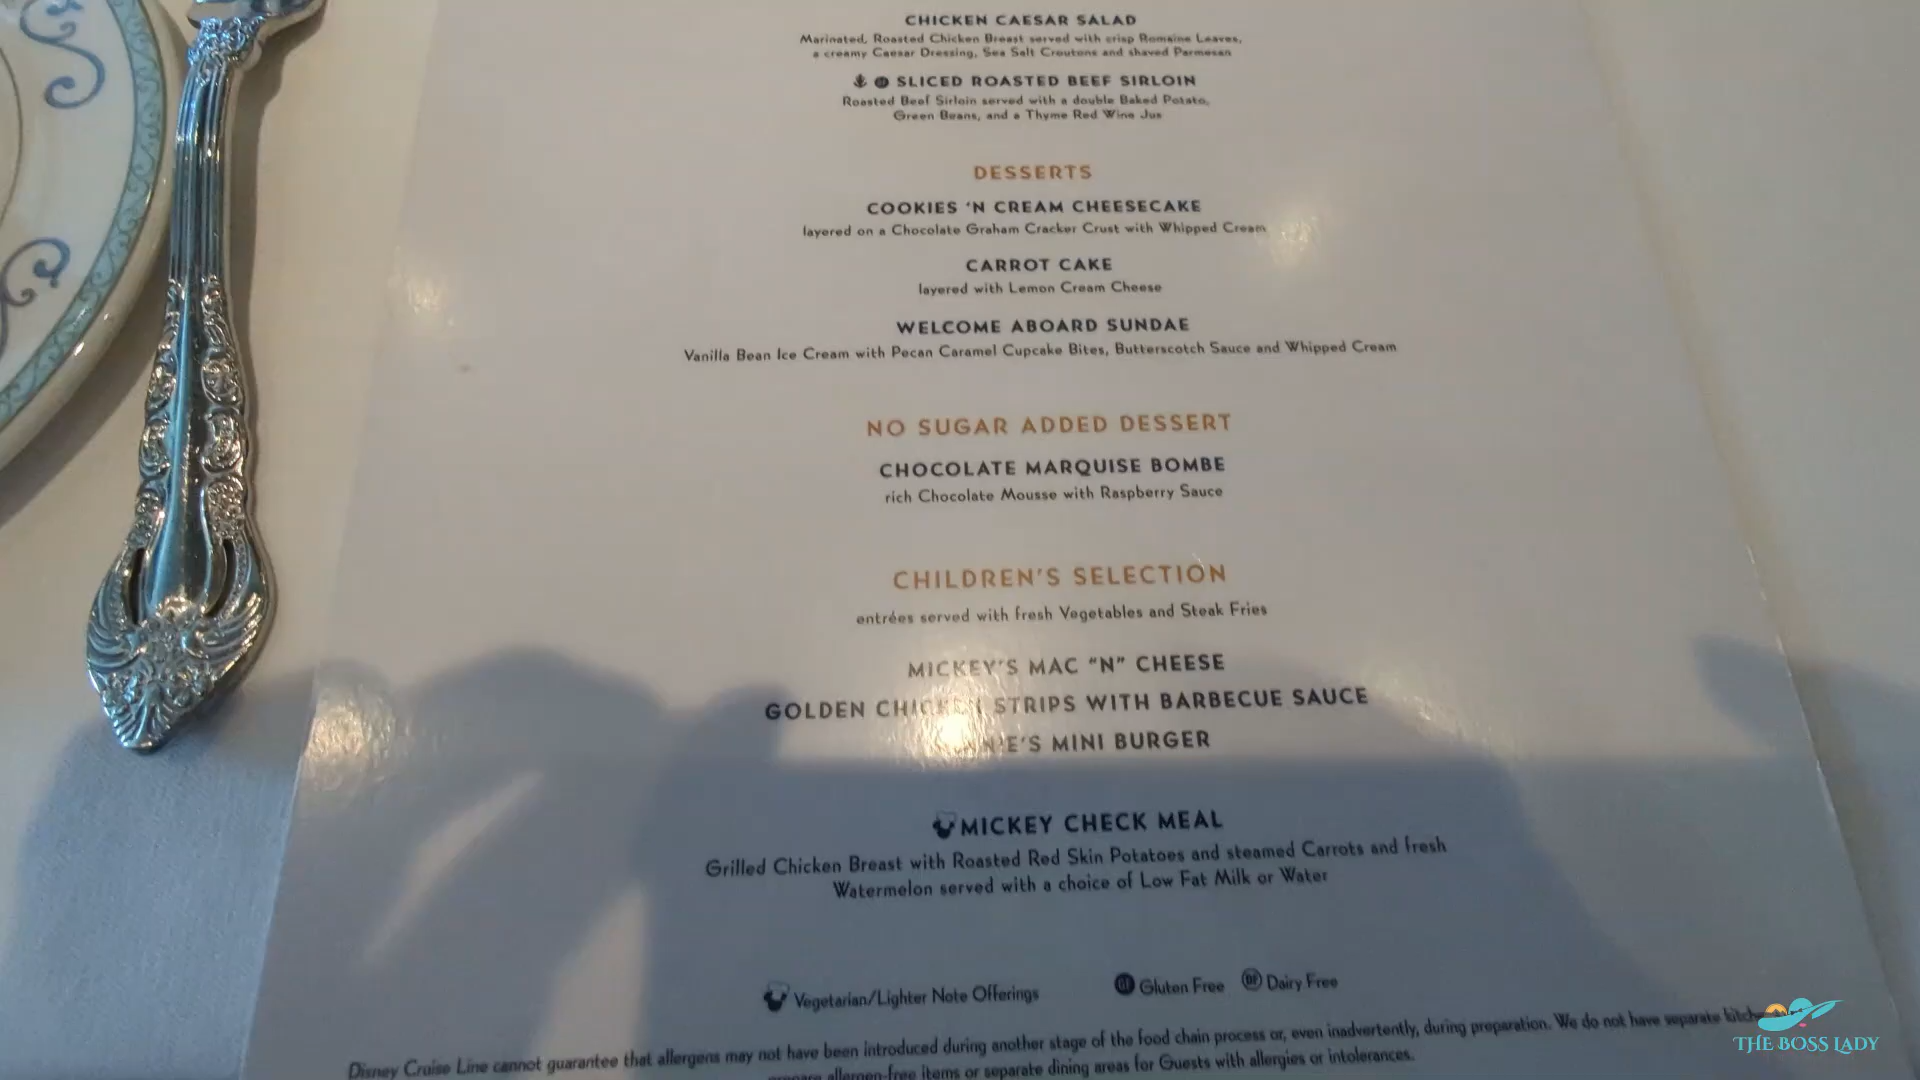 CHICKEN CAESAR SALAD
Marinated, Roasted Chicken Breast served with crisp Romaine Leaves,
a creamy Caesar Dressing, Sea Salt Croutons and shaved Parmesan
SLICED ROASTED BEEF SIRLOIN
Roasted Beef Sirloin served with a double Baked Potato,
Green Beans, and a Thyme Red Wine Jus
DESSERTS
COOKIES 'N CREAM CHEESECAKE
layered on a Chocolate Graham Cracker Crust with Whipped Cream
CARROT CAKE
layered with Lemon Cream Cheese
WELCOME ABOARD SUNDAE
Vanilla Bean Ice Cream with Pecan Caramel Cupcake Bites, Butterscotch Sauce and Whipped Cream
NO SUGAR ADDED DESSERT
CHOCOLATE MARQUISE BOMBE
rich Chocolate Mousse with Raspberry Sauce
CHILDREN'S SELECTION
entrées served with fresh Vegetables and Steak Fries
MICKEY'S MAC "N" CHEESE
GOLDEN CHICKEN STRIPS WITH BARBECUE SAUCE
MINI BURGER
MICKEY CHECK MEAL
Grilled Chicken Breast with Roasted Red Skin Potatoes and steamed Carrots and fresh
Watermelon served with a choice of Low Fat Milk or Water
Vegetarian/Lighter Note Offerings GF Gluten Free DF Dairy Free
Disney Cruise Line cannot guarantee that allergens may not have been introduced during another stage of the food chain process or, even inadvertently, during preparation. We do not have separate
prepare allergen-free items or separate dining areas for Guests with allergies or intolerances.
THE BOSS LADY